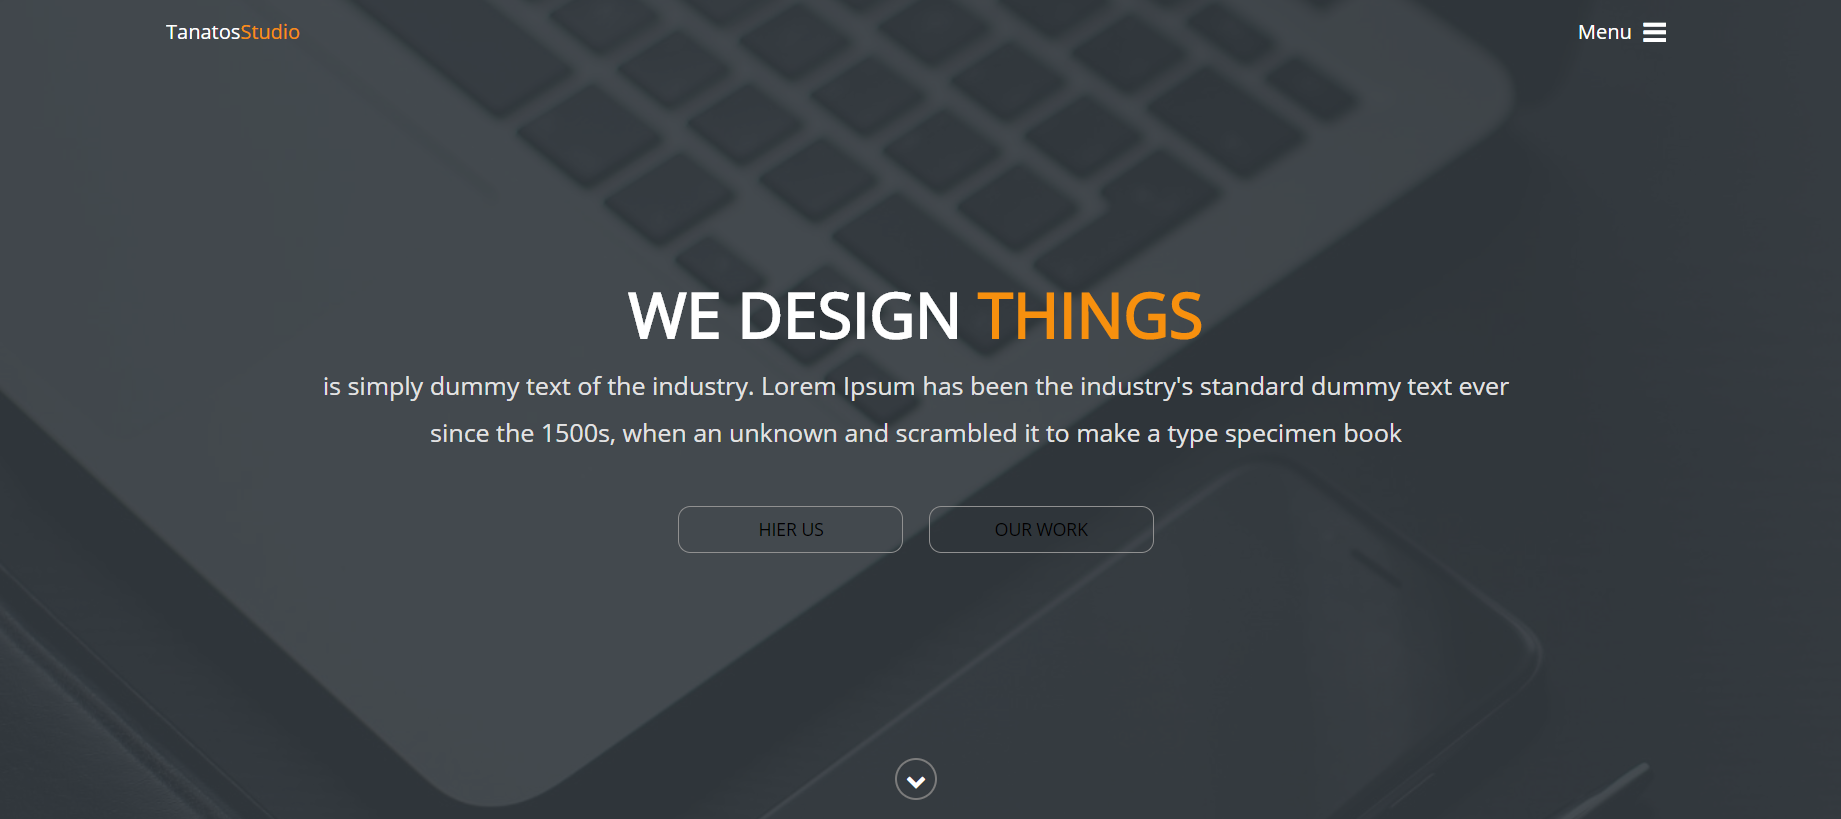 TanatosStudio
Menu
WE DESIGN THINGS
is simply dummy text of the industry. Lorem Ipsum has been the industry's standard dummy text ever
since the 1500s, when an unknown and scrambled it to make a type specimen book
HIER US
OUR WORK